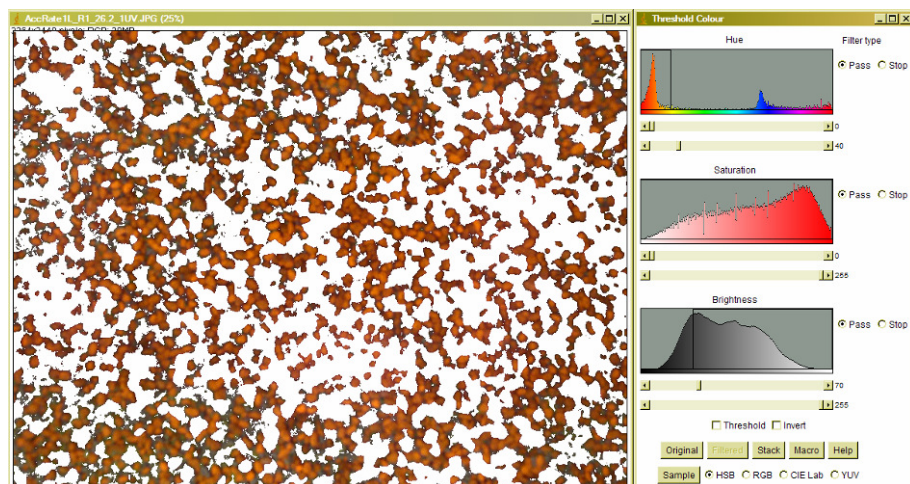 AccRate1L_R1_26.2_1UV.JPG (25%)
Threshold Colour
Hue
Filter type
Pass Stop
0
40
Saturation
Pass Stop
0
255
Brightness
Pass Stop
70
255
Threshold Invert
Original Filtered Stack Macro Help
Sample HSB RGB CIE Lab YUV